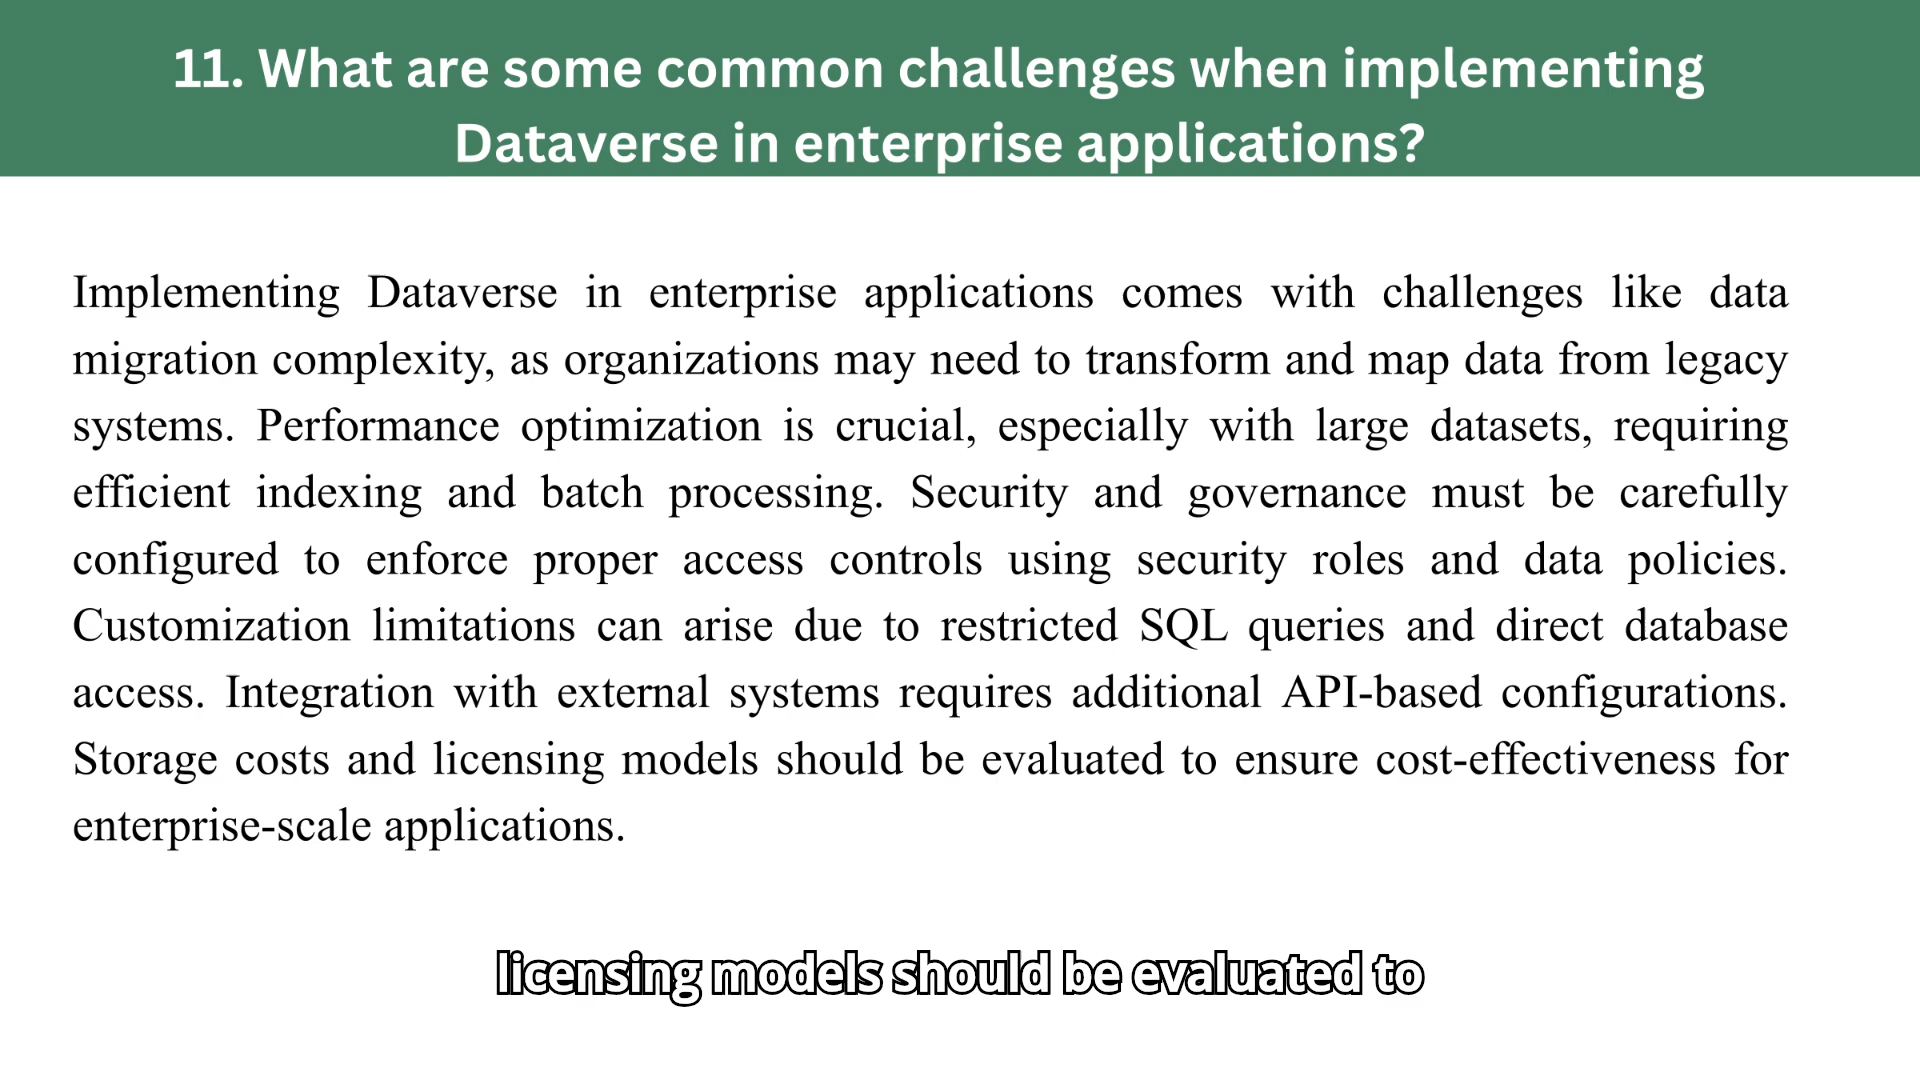 11. What are some common challenges when implementing
Dataverse in enterprise applications?
Implementing Dataverse in enterprise applications comes with challenges like data
migration complexity, as organizations may need to transform and map data from legacy
systems. Performance optimization is crucial, especially with large datasets, requiring
efficient indexing and batch processing. Security and governance must be carefully
configured to enforce proper access controls using security roles and data policies.
Customization limitations can arise due to restricted SQL queries and direct database
access. Integration with external systems requires additional API-based configurations.
Storage costs and licensing models should be evaluated to ensure cost-effectiveness for
enterprise-scale applications.
licensing models should be evaluated to